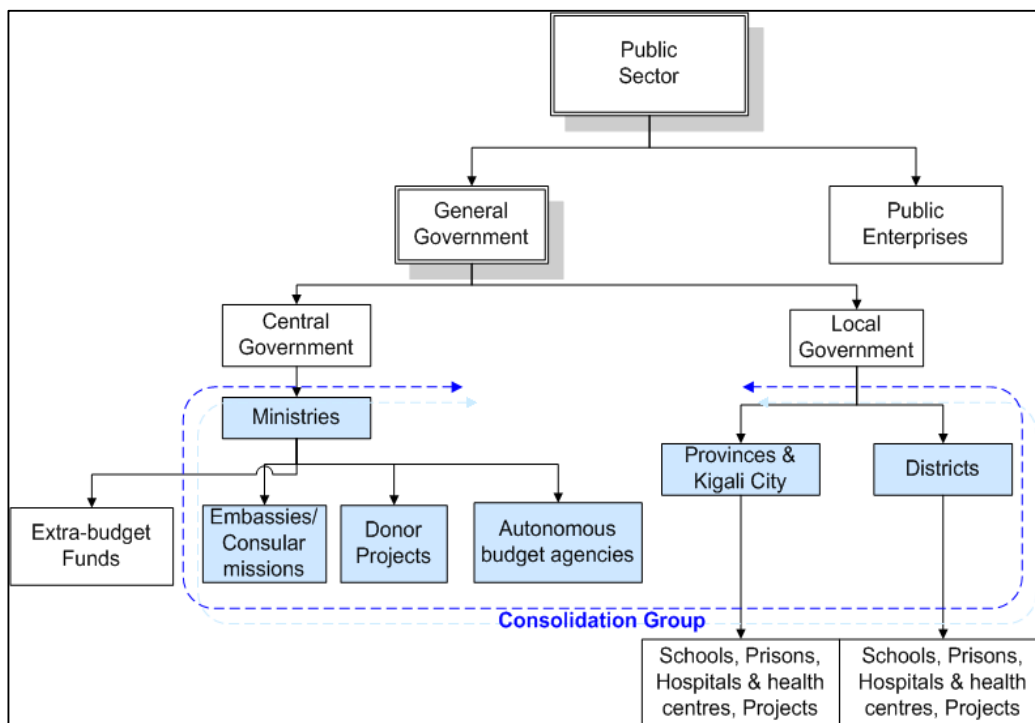 Public
Sector
General
Government
Public
Enterprises
Central
Government
Local
Government
Ministries
Provinces &
Kigali City
Districts
Extra-budget
Funds
Embassies/
Consular
missions
Donor
Projects
Autonomous
budget agencies
Consolidation Group
Schools, Prisons,
Hospitals & health
centres, Projects
Schools, Prisons,
Hospitals & health
centres, Projects